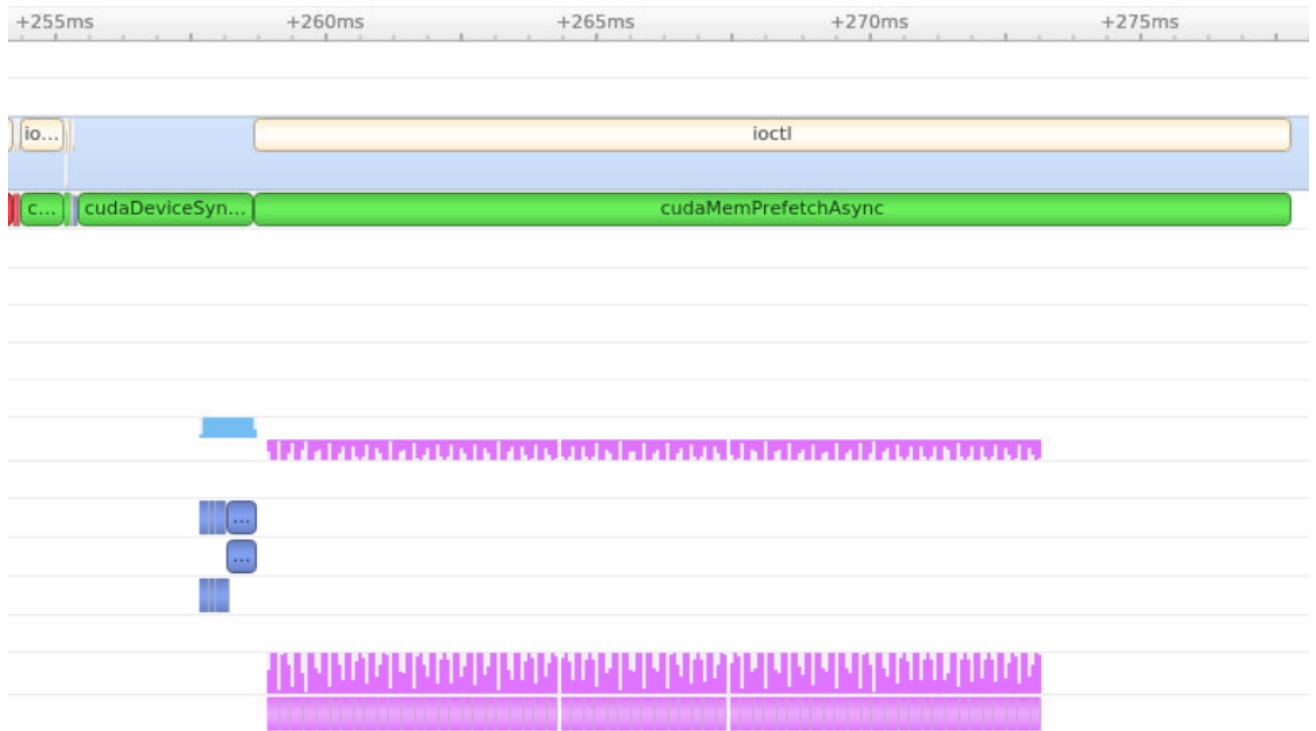 +255ms +260ms +265ms +270ms +275ms
io... ioctl
c... cudaDeviceSyn... cudaMemPrefetchAsync
...
...